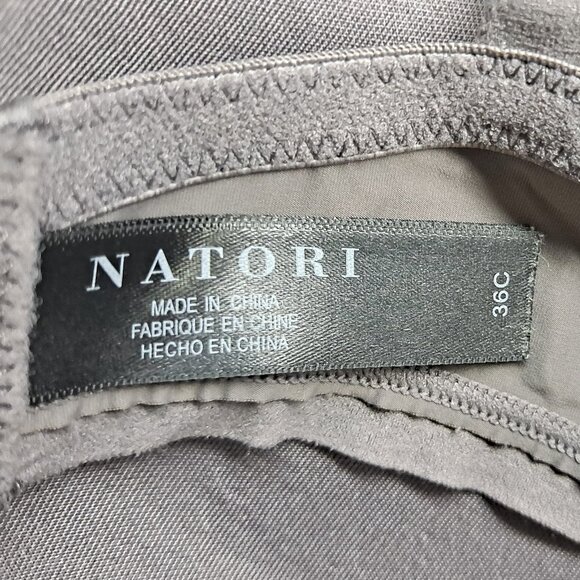 NATORI
MADE IN CHINA
FABRIQUE EN CHINE
HECHO EN CHINA
36C